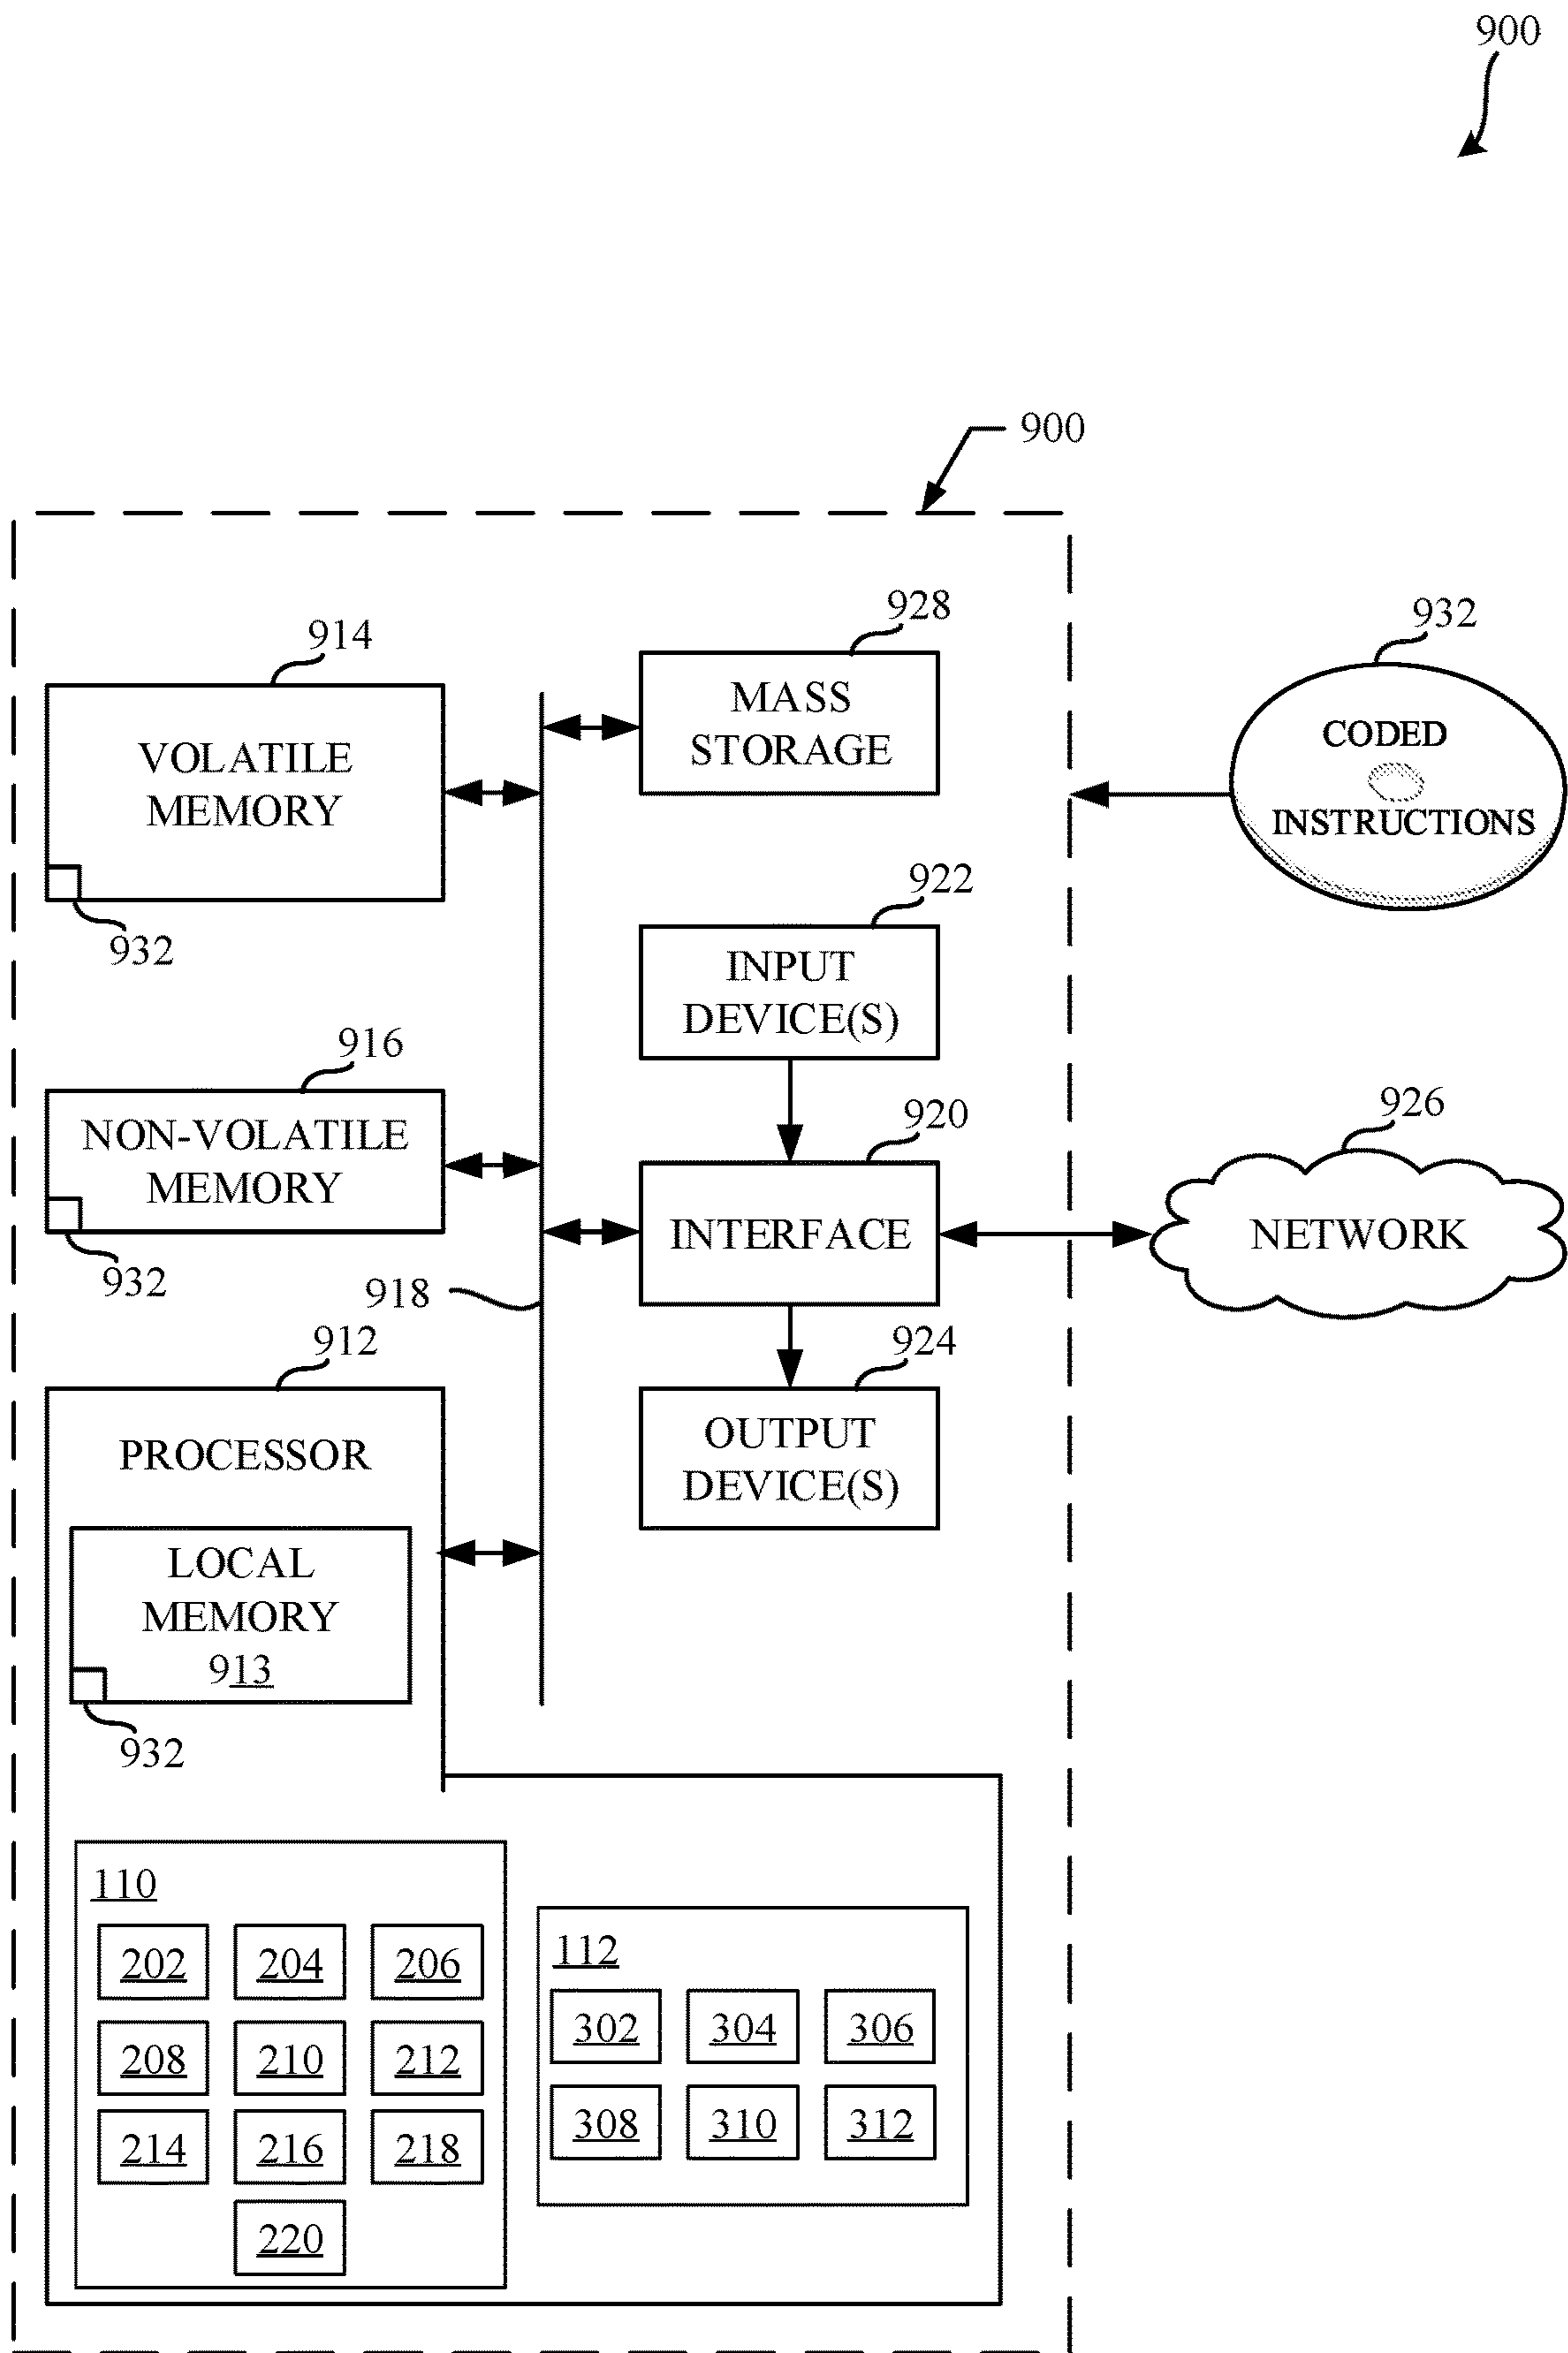 900
900
914
928
932
VOLATILE
MEMORY
MASS
STORAGE
CODED
INSTRUCTIONS
932
922
INPUT
DEVICE(S)
916
NON-VOLATILE
MEMORY
932
920
926
INTERFACE
NETWORK
918
912
924
PROCESSOR
OUTPUT
DEVICE(S)
LOCAL
MEMORY
913
932
110
202 204 206
208 210 212
214 216 218
220
112
302 304 306
308 310 312